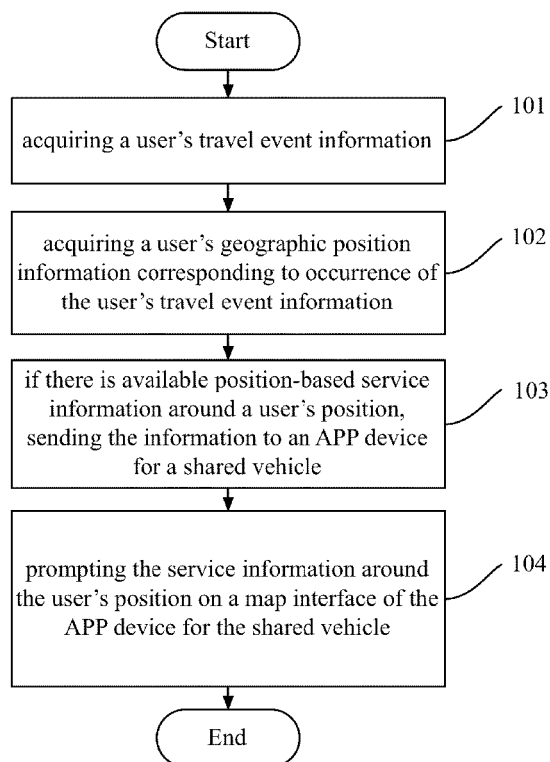 Start
101
acquiring a user's travel event information
102
acquiring a user's geographic position
information corresponding to occurrence of
the user's travel event information
103
if there is available position-based service
information around a user's position,
sending the information to an APP device
for a shared vehicle
104
prompting the service information around
the user's position on a map interface of the
APP device for the shared vehicle
End